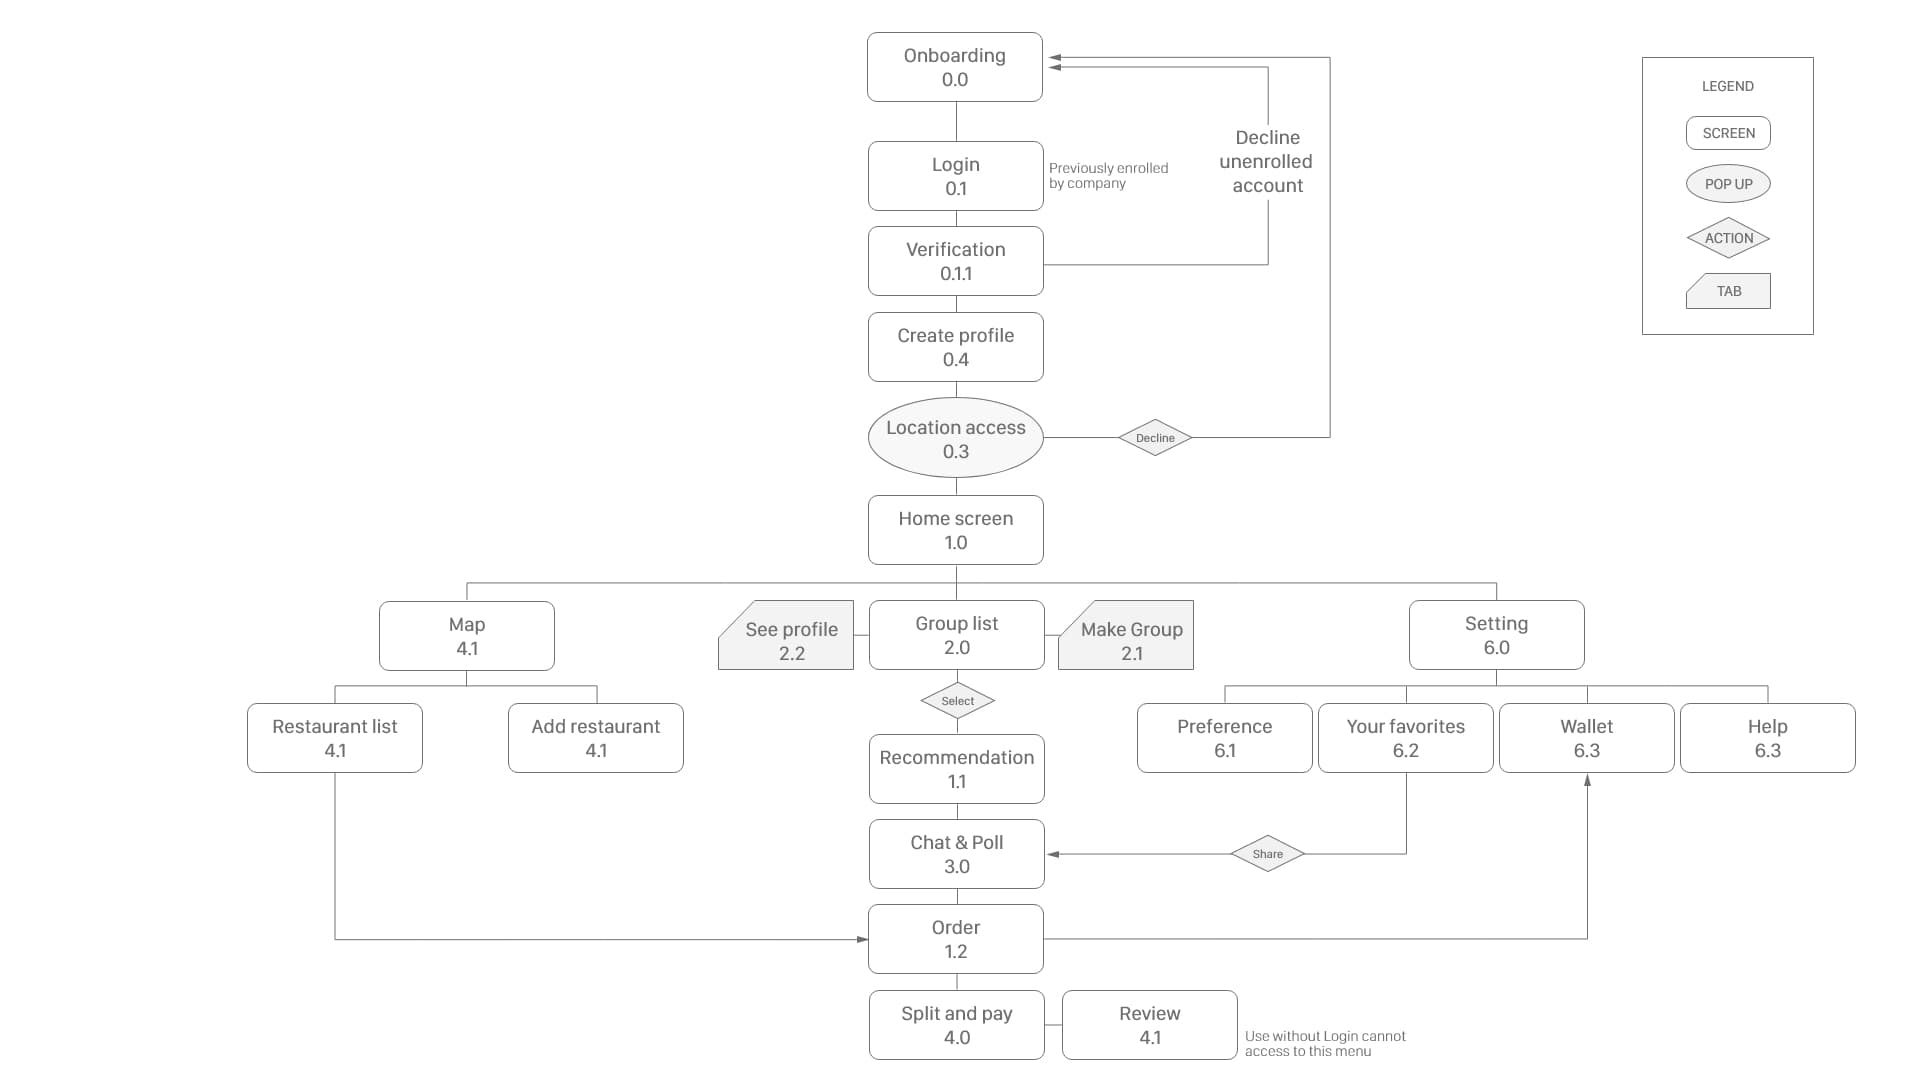 Onboarding
0.0
LEGEND
SCREEN
POP UP
ACTION
TAB
Decline
unenrolled
account
Login
0.1
Previously enrolled
by company
Verification
0.1.1
Create profile
0.4
Location access
0.3
Decline
Home screen
1.0
Map
4.1
See profile
2.2
Group list
2.0
Make Group
2.1
Setting
6.0
Select
Restaurant list
4.1
Add restaurant
4.1
Recommendation
1.1
Preference
6.1
Your favorites
6.2
Wallet
6.3
Help
6.3
Chat & Poll
3.0
Share
Order
1.2
Split and pay
4.0
Review
4.1
Use without Login cannot
access to this menu